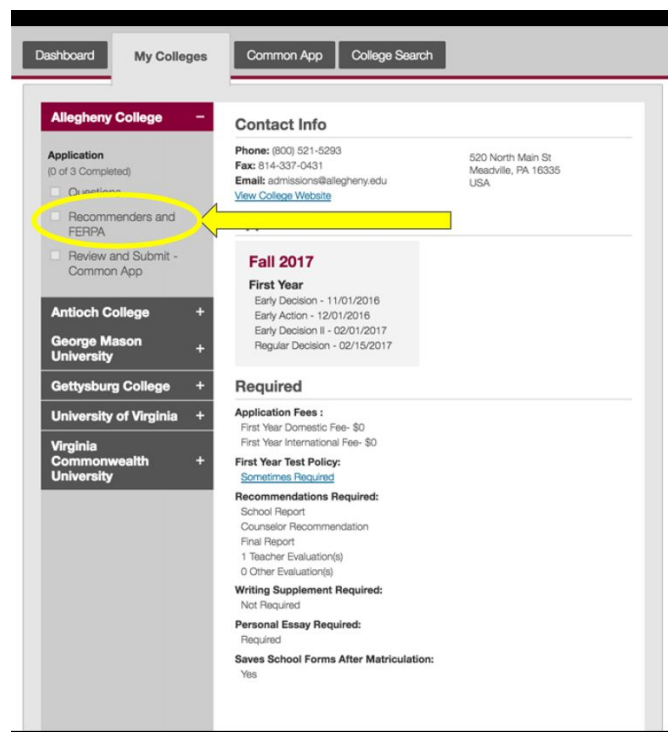 Dashboard My Colleges Common App College Search
Allegheny College –
Application
(0 of 3 Completed)
Questions
Recommenders and
FERPA
Review and Submit -
Common App
Antioch College +
George Mason
University +
Gettysburg College +
University of Virginia +
Virginia
Commonwealth +
University
Contact Info
Phone: (800) 521-5293
Fax: 814-337-0431
Email: admissions@allegheny.edu
View College Website
520 North Main St
Meadville, PA 16335
USA
Fall 2017
First Year
Early Decision - 11/01/2016
Early Action - 12/01/2016
Early Decision II - 02/01/2017
Regular Decision - 02/15/2017
Required
Application Fees :
First Year Domestic Fee- $0
First Year International Fee- $0
First Year Test Policy:
Sometimes Required
Recommendations Required:
School Report
Counselor Recommendation
Final Report
1 Teacher Evaluation(s)
0 Other Evaluation(s)
Writing Supplement Required:
Not Required
Personal Essay Required:
Required
Saves School Forms After Matriculation:
Yes